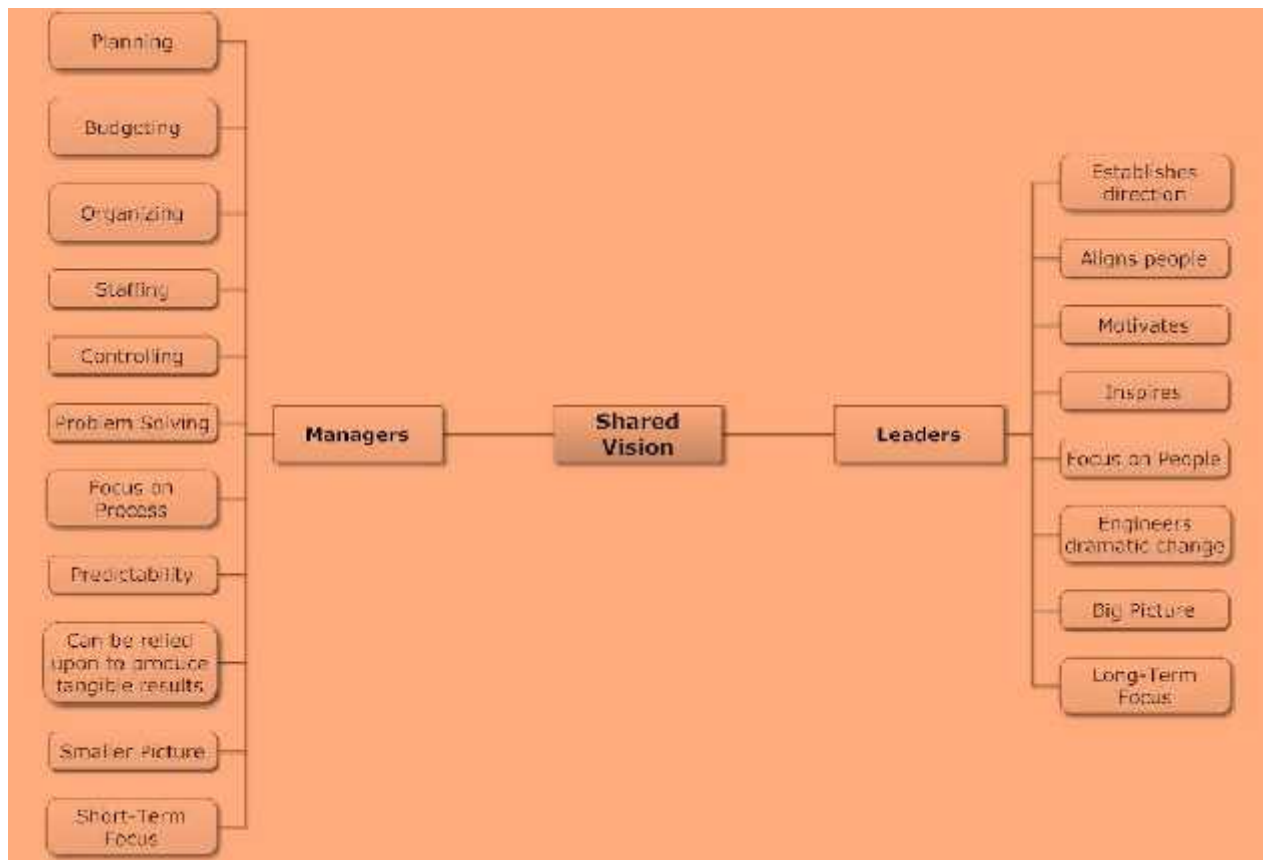 Planning
Budgeting
Organizing
Staffing
Controlling
Problem Solving
Focus on
Process
Predictability
Can be relied
upon to produce
tangible results
Smaller Picture
Short-Term
Focus
Managers
Shared
Vision
Leaders
Establishes
direction
Aligns people
Motivates
Inspires
Focus on People
Engineers
dramatic change
Big Picture
Long-Term
Focus